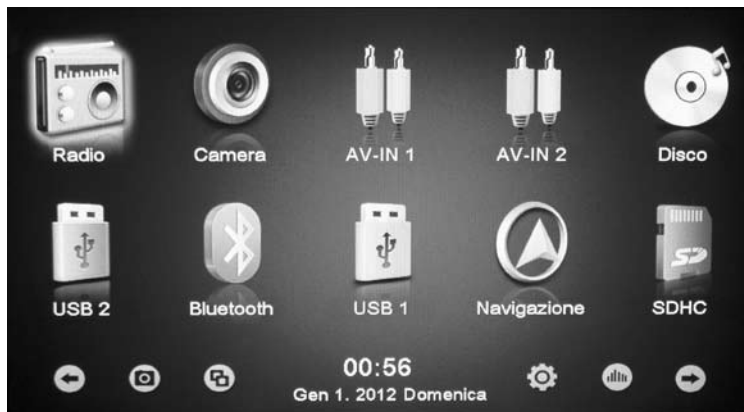 Radio Camera AV-IN 1 AV-IN 2 Disco
USB 2 Bluetooth USB 1 Navigazione SDHC
00:56
Gen 1. 2012 Domenica